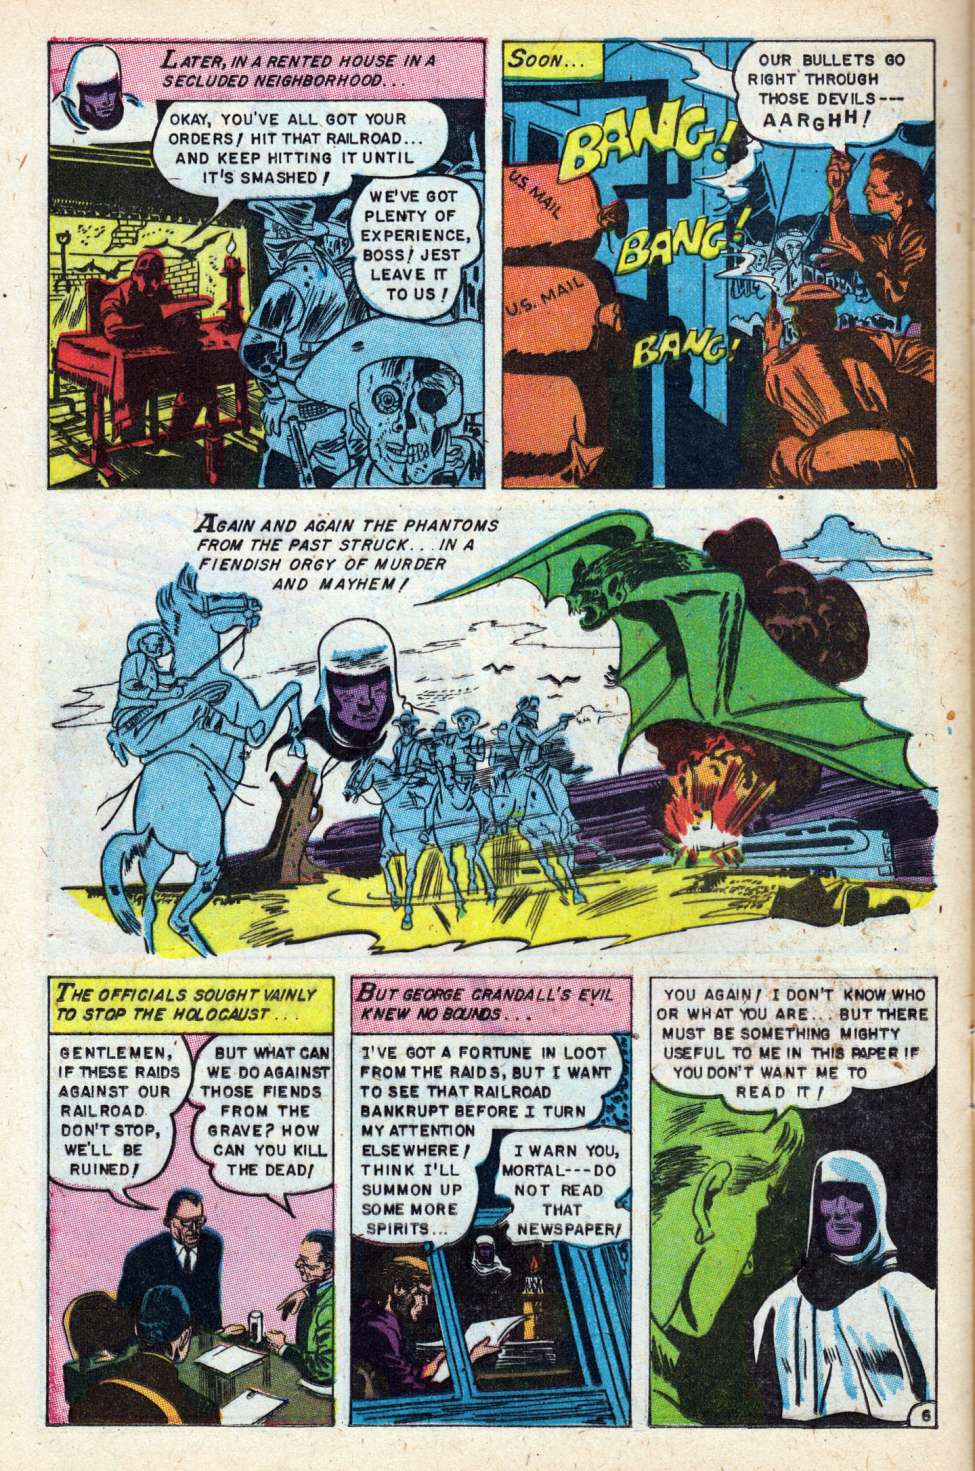 LATER, IN A RENTED HOUSE IN A
SECLUDED NEIGHBORHOOD...
OKAY, YOU'VE ALL GOT YOUR
ORDERS! HIT THAT RAILROAD...
AND KEEP HITTING IT UNTIL
IT'S SMASHED!
WE'VE GOT
PLENTY OF
EXPERIENCE,
BOSS! JEST
LEAVE IT
TO US!
SOON...
OUR BULLETS GO
RIGHT THROUGH
THOSE DEVILS---
AARGHH!
BANG!
BANG!
BANG!
U.S MAIL
U.S. MAIL
AGAIN AND AGAIN THE PHANTOMS
FROM THE PAST STRUCK... IN A
FIENDISH ORGY OF MURDER
AND MAYHEM!
THE OFFICIALS SOUGHT VAINLY
TO STOP THE HOLOCAUST...
GENTLEMEN,
IF THESE RAIDS
AGAINST OUR
RAILROAD
DON'T STOP,
WE'LL BE
RUINED!
BUT WHAT CAN
WE DO AGAINST
THOSE FIENDS
FROM THE
GRAVE? HOW
CAN YOU KILL
THE DEAD!
BUT GEORGE CRANDALL'S EVIL
KNEW NO BOUNDS...
I'VE GOT A FORTUNE IN LOOT
FROM THE RAIDS, BUT I WANT
TO SEE THAT RAILROAD
BANKRUPT BEFORE I TURN
MY ATTENTION
ELSEWHERE!
THINK I'LL
SUMMON UP
SOME MORE
SPIRITS...
I WARN YOU,
MORTAL---DO
NOT READ
THAT
NEWSPAPER!
YOU AGAIN! I DON'T KNOW WHO
OR WHAT YOU ARE... BUT THERE
MUST BE SOMETHING MIGHTY
USEFUL TO ME IN THIS PAPER IF
YOU DON'T WANT ME TO
READ IT!
6